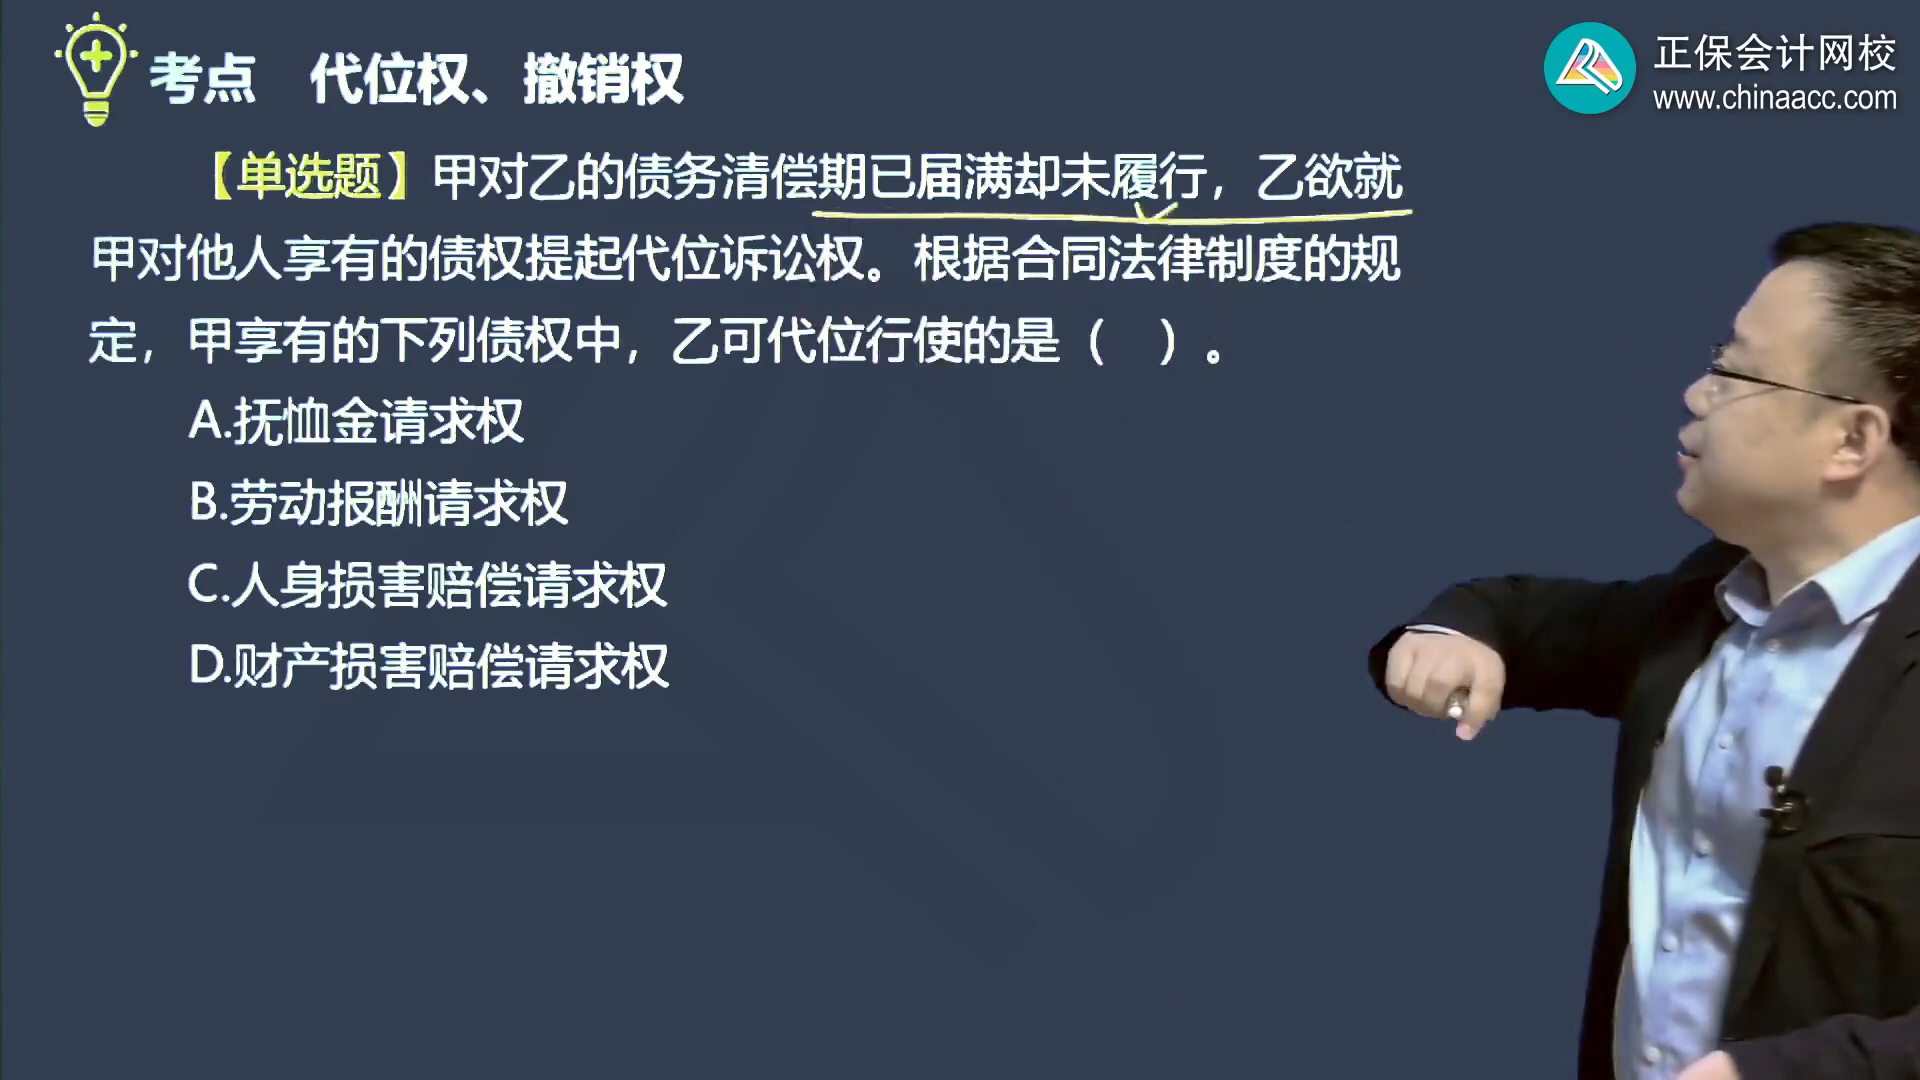 考点 代位权、撤销权
正保会计网校
www.chinaacc.com
【单选题】甲对乙的债务清偿期已届满却未履行，乙欲就
甲对他人享有的债权提起代位诉讼权。根据合同法律制度的规
定，甲享有的下列债权中，乙可代位行使的是（ ）。
A.抚恤金请求权
B.劳动报酬请求权
C.人身损害赔偿请求权
D.财产损害赔偿请求权